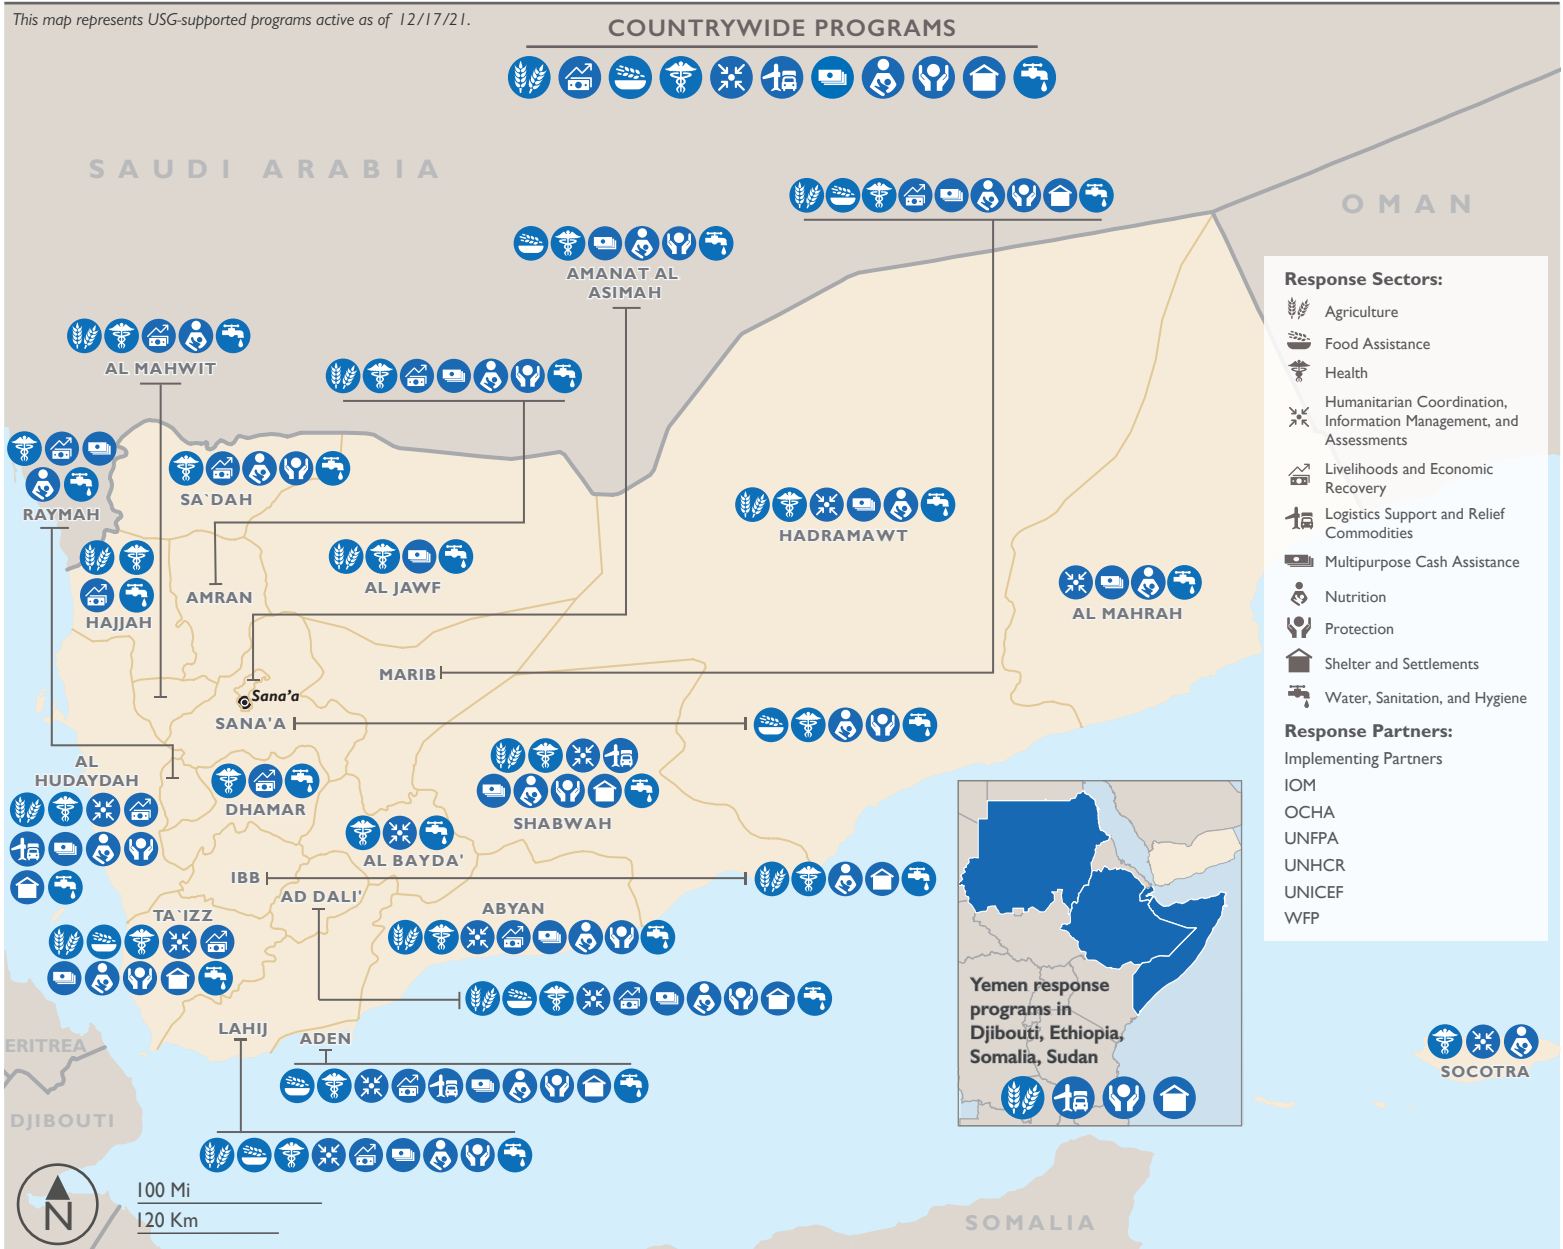 This map represents USG-supported programs active as of 12/17/21.
COUNTRYWIDE PROGRAMS
SAUDI ARABIA
OMAN
AMANAT AL
ASIMAH
AL MAHWIT
RAYMAH
SA`DAH
HAJJAH
AMRAN
AL JAWF
HADRAMAWT
AL MAHRAH
MARIB
Sana'a
SANA'A
AL
HUDAYDAH
DHAMAR
SHABWAH
AL BAYDA'
IBB
AD DALI'
TA`IZZ
ABYAN
LAHIJ
ADEN
ERITREA
DJIBOUTI
SOCOTRA
SOMALIA
100 Mi
120 Km
N
Response Sectors:
Agriculture
Food Assistance
Health
Humanitarian Coordination,
Information Management, and
Assessments
Livelihoods and Economic
Recovery
Logistics Support and Relief
Commodities
Multipurpose Cash Assistance
Nutrition
Protection
Shelter and Settlements
Water, Sanitation, and Hygiene
Response Partners:
Implementing Partners
IOM
OCHA
UNFPA
UNHCR
UNICEF
WFP
Yemen response
programs in
Djibouti, Ethiopia,
Somalia, Sudan